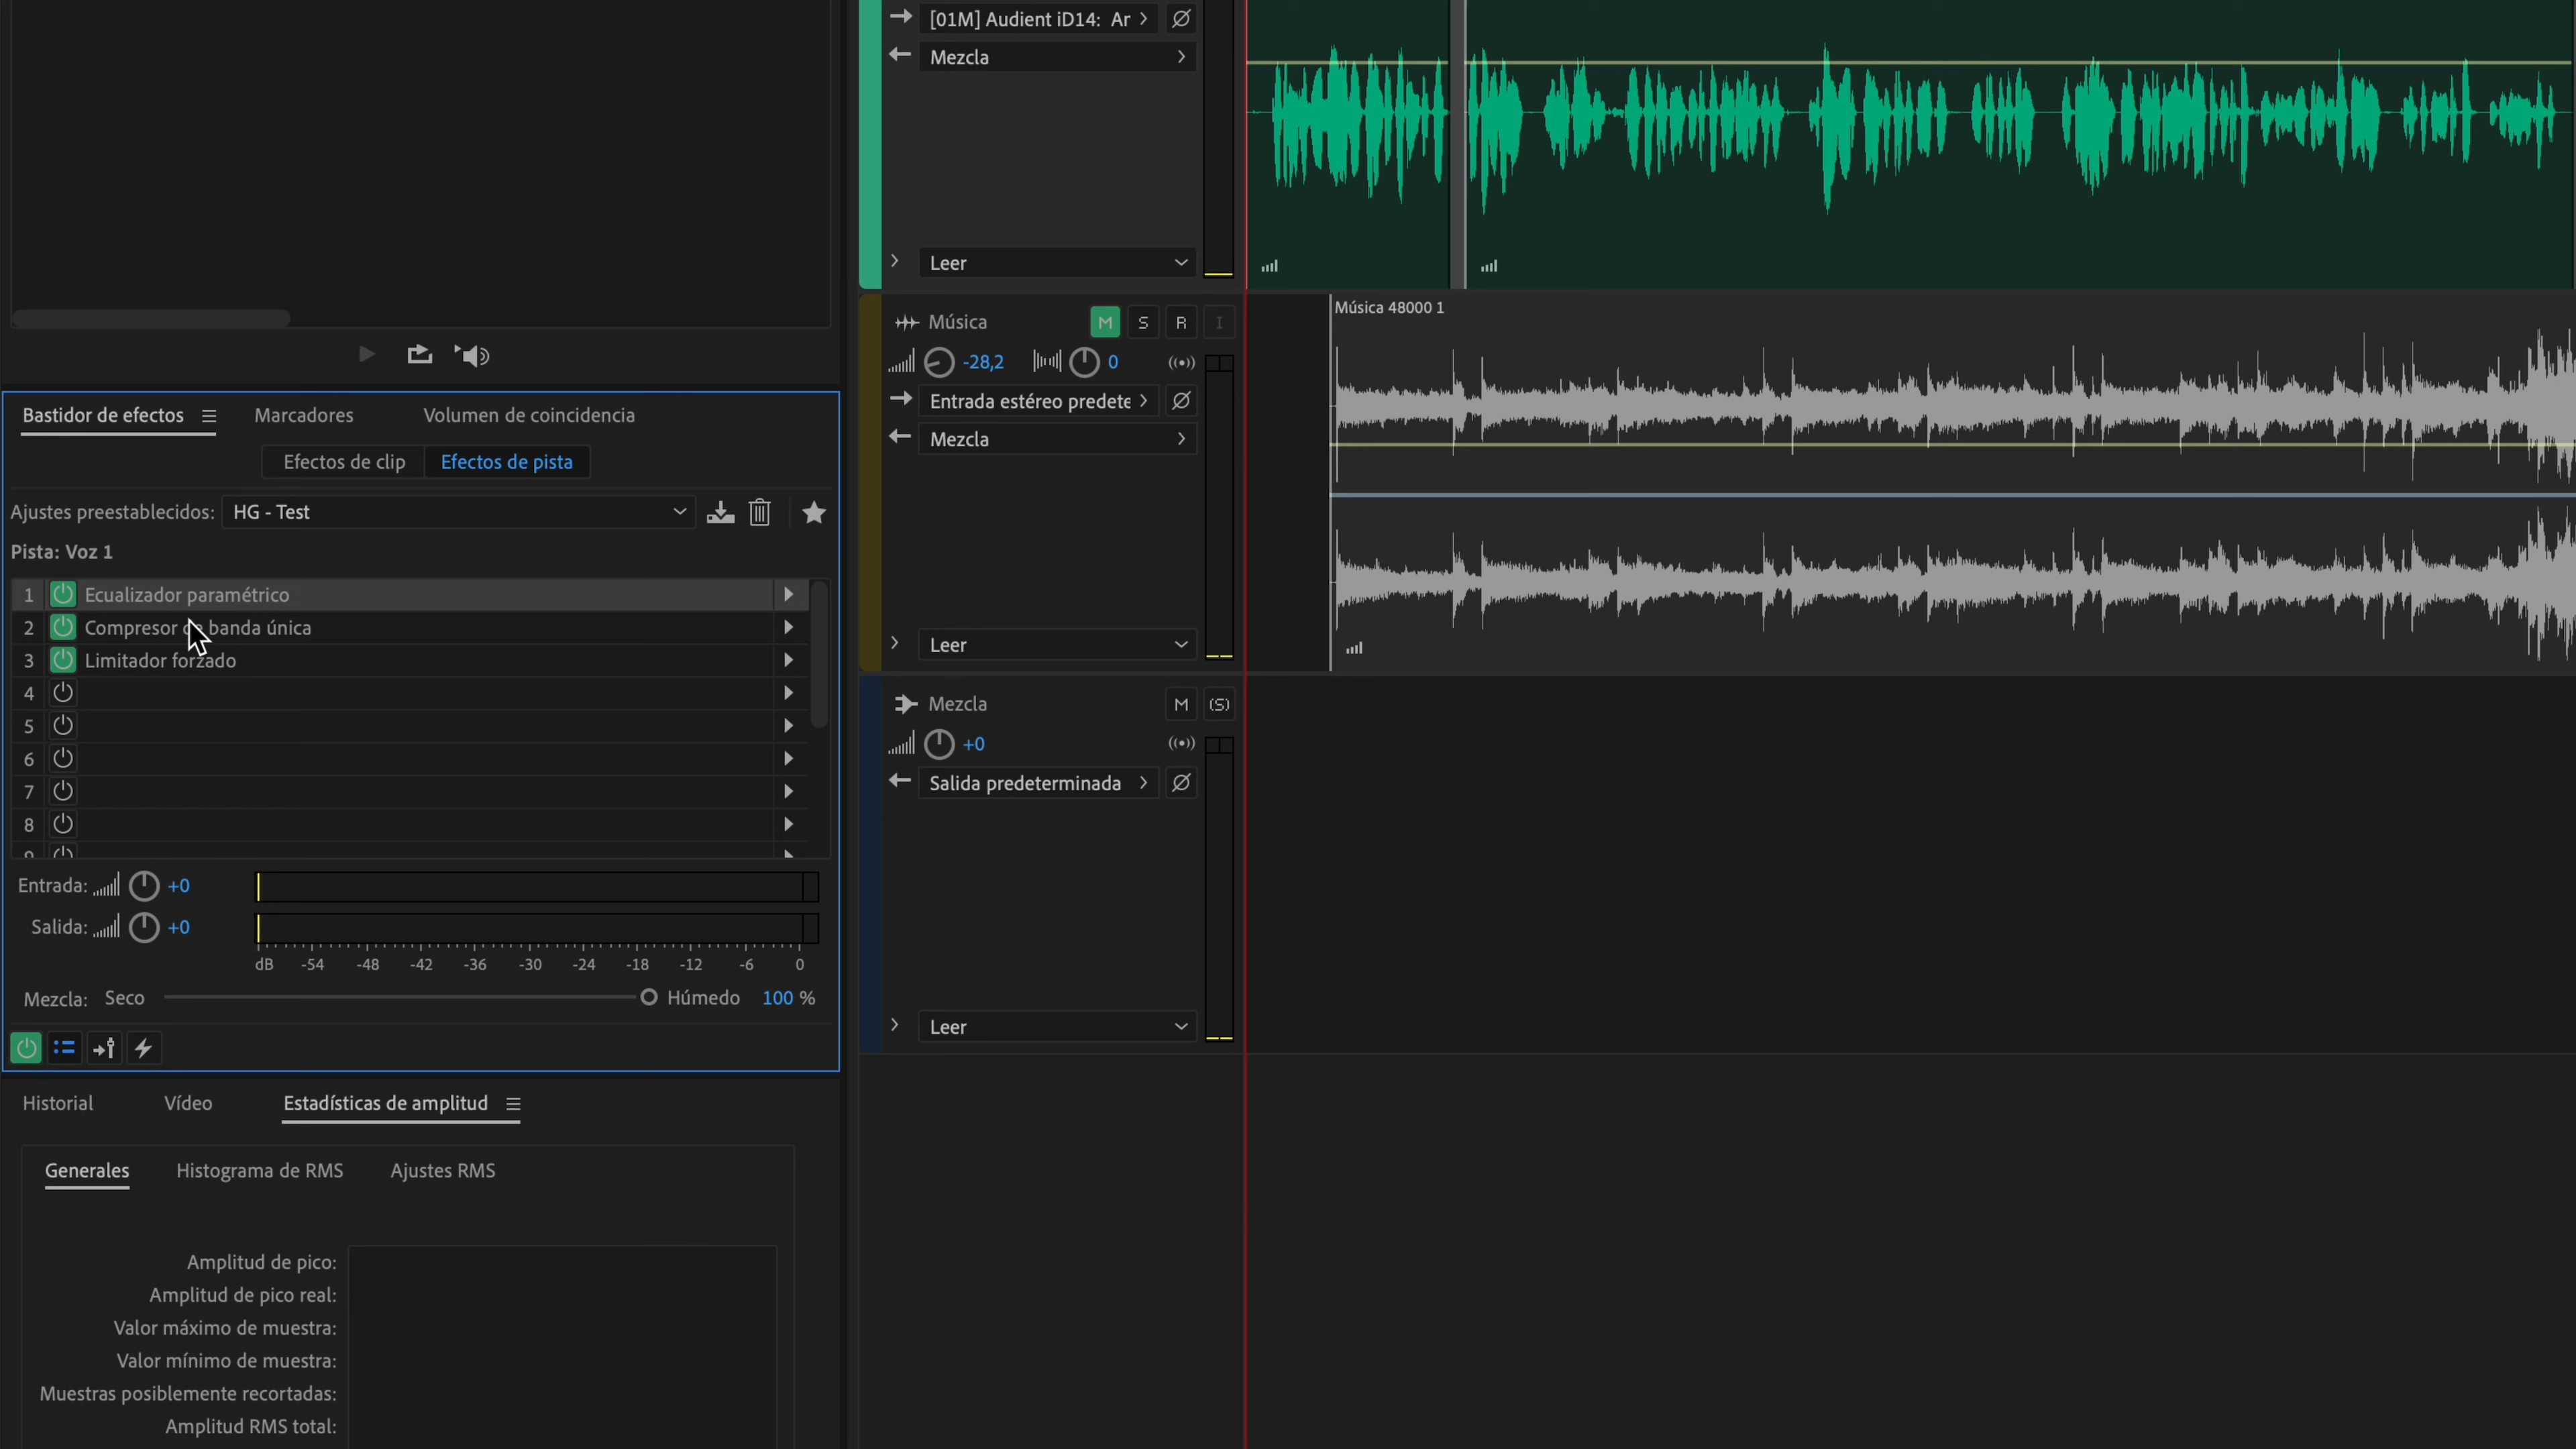 Bastidor de efectos
Marcadores
Volumen de coincidencia
Efectos de clip
Efectos de pista
Ajustes preestablecidos:
HG - Test
Pista: Voz 1
1 Ecualizador paramétrico
2 Compresor de banda única
3 Limitador forzado
4
5
6
7
8
9
Entrada: +0
Salida: +0
dB -54 -48 -42 -36 -30 -24 -18 -12 -6 0
Mezcla: Seco Húmedo 100 %
Historial
Vídeo
Estadísticas de amplitud
Generales
Histograma de RMS
Ajustes RMS
Amplitud de pico:
Amplitud de pico real:
Valor máximo de muestra:
Valor mínimo de muestra:
Muestras posiblemente recortadas:
Amplitud RMS total:
[01M] Audient iD14: Ar
Mezcla
Leer
Música M S R I
-28,2 0
Entrada estéreo predete
Mezcla
Leer
Mezcla M (S)
+0
Salida predeterminada
Leer
Música 48000 1